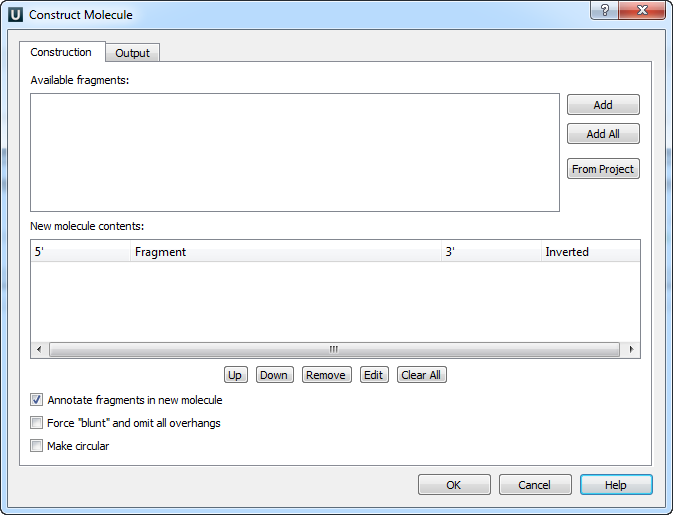 U Construct Molecule ? X
Construction Output
Available fragments:
Add
Add All
From Project
New molecule contents:
5' Fragment 3' Inverted
Up Down Remove Edit Clear All
Annotate fragments in new molecule
Force "blunt" and omit all overhangs
Make circular
OK Cancel Help